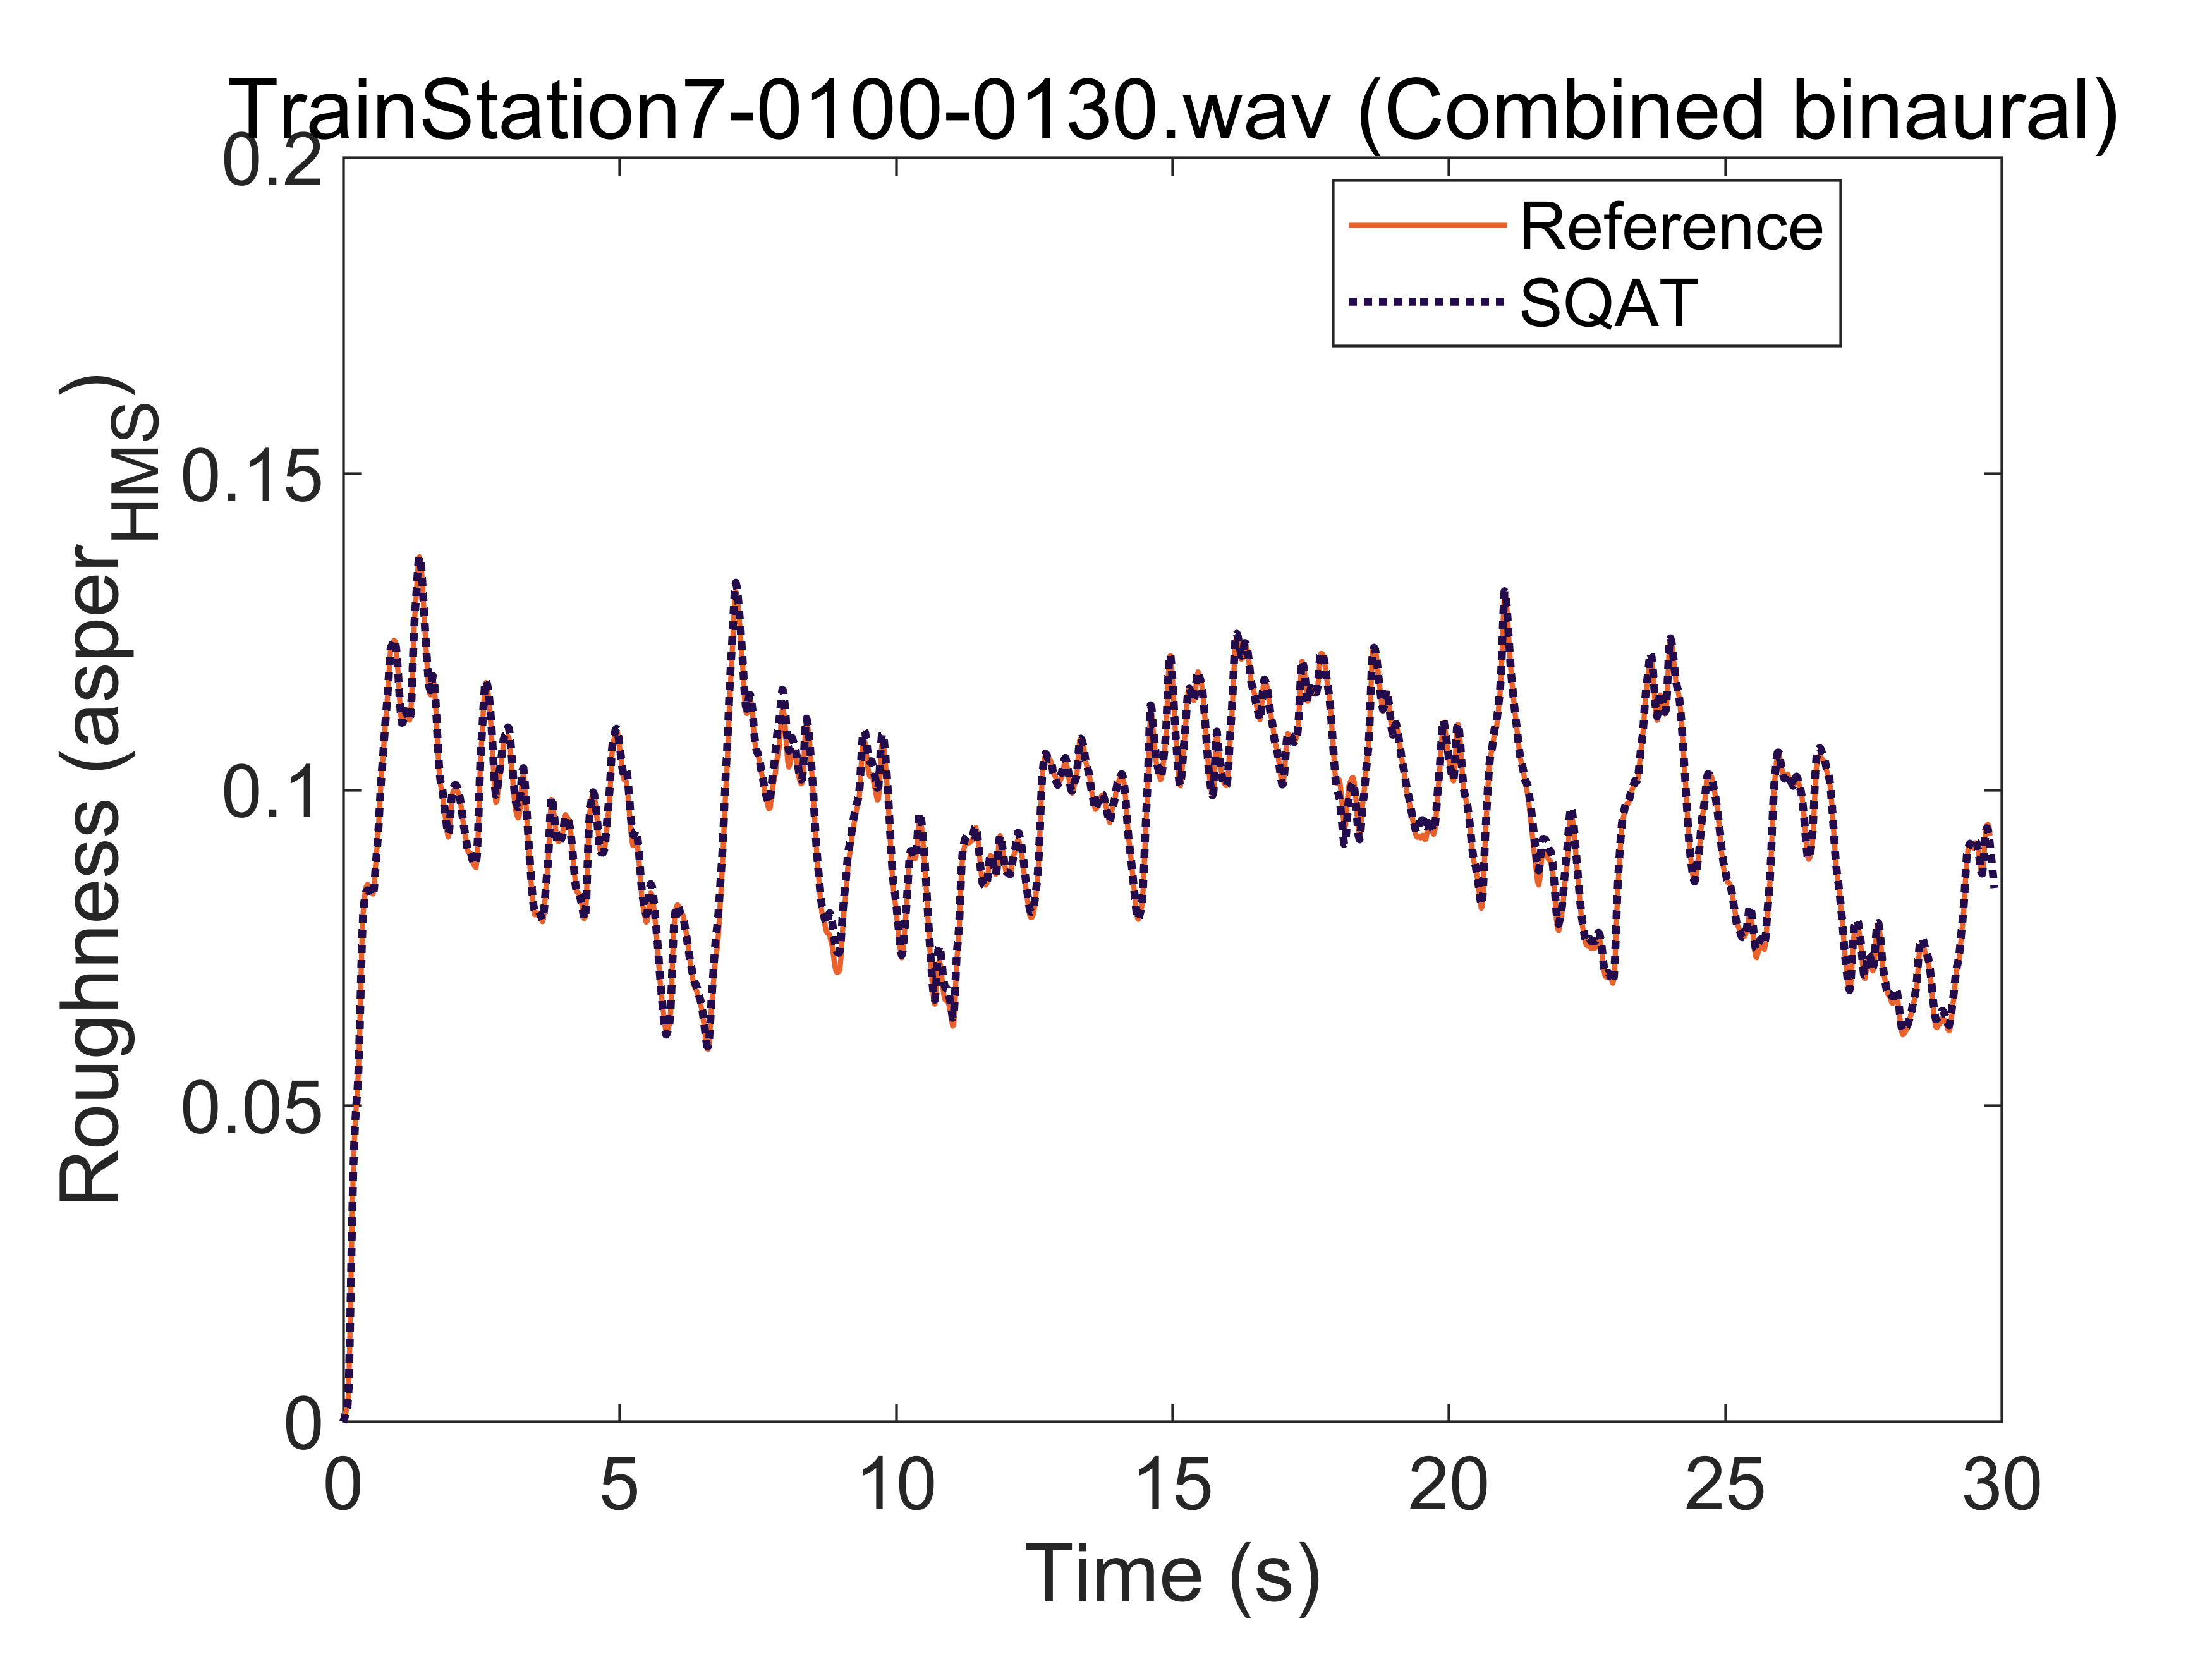 TrainStation7-0100-0130.wav (Combined binaural)
Reference
SQAT
Roughness (asper_HMS)
0.2
0.15
0.1
0.05
0
0 5 10 15 20 25 30
Time (s)